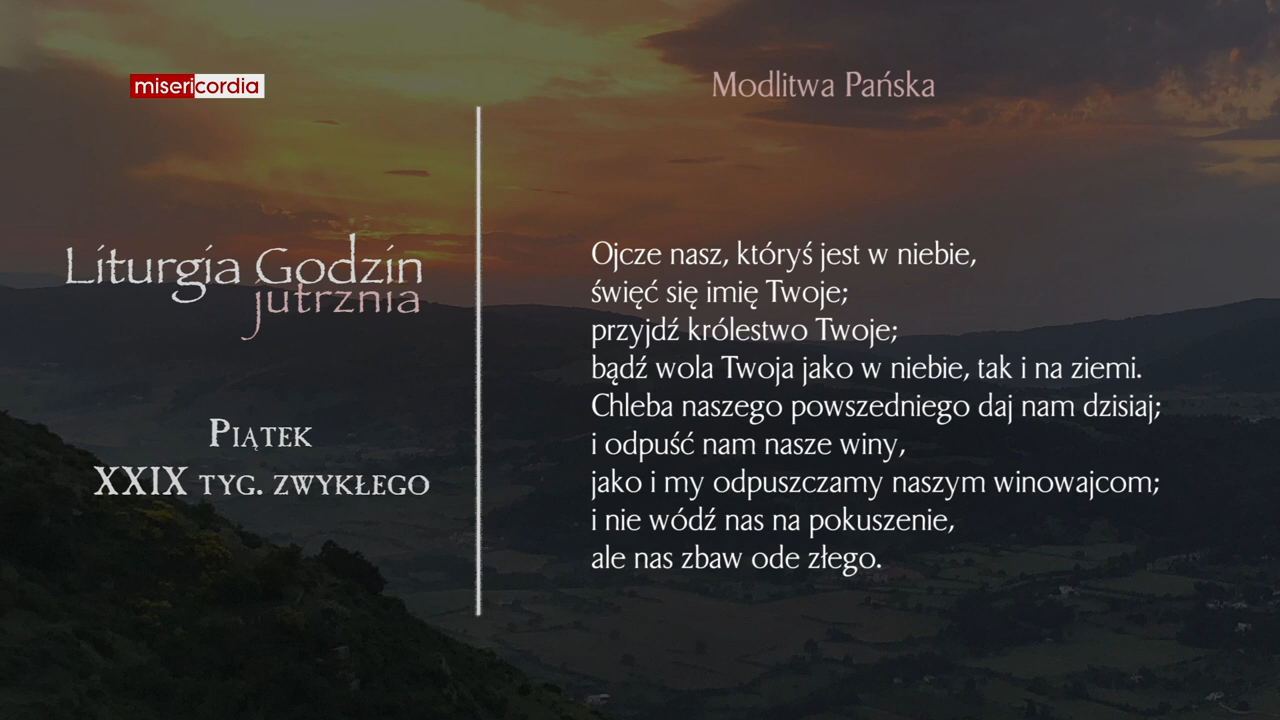 misericordia
Liturgia Godzin
jutrznia
Piątek
XXIX tyg. zwykłego
Modlitwa Pańska
Ojcze nasz, któryś jest w niebie,
święć się imię Twoje;
przyjdź królestwo Twoje;
bądź wola Twoja jako w niebie, tak i na ziemi.
Chleba naszego powszedniego daj nam dzisiaj;
i odpuść nam nasze winy,
jako i my odpuszczamy naszym winowajcom;
i nie wódź nas na pokuszenie,
ale nas zbaw ode złego.